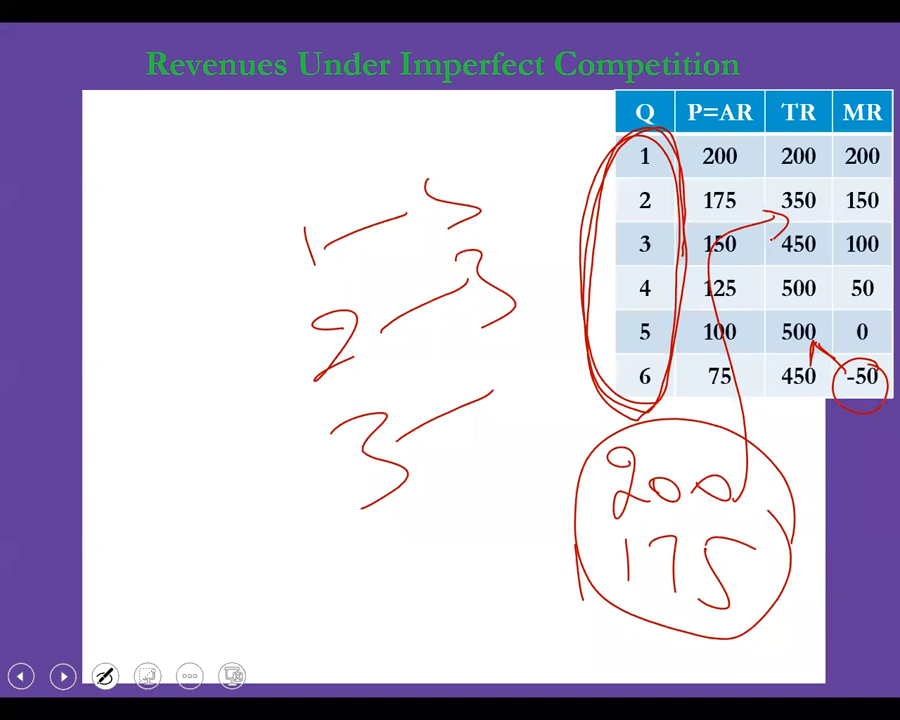 Revenues Under Imperfect Competition
Q P=AR TR MR
1 200 200 200
2 175 350 150
3 150 450 100
4 125 500 50
5 100 500 0
6 75 450 -50
1
2 3
3
200
175